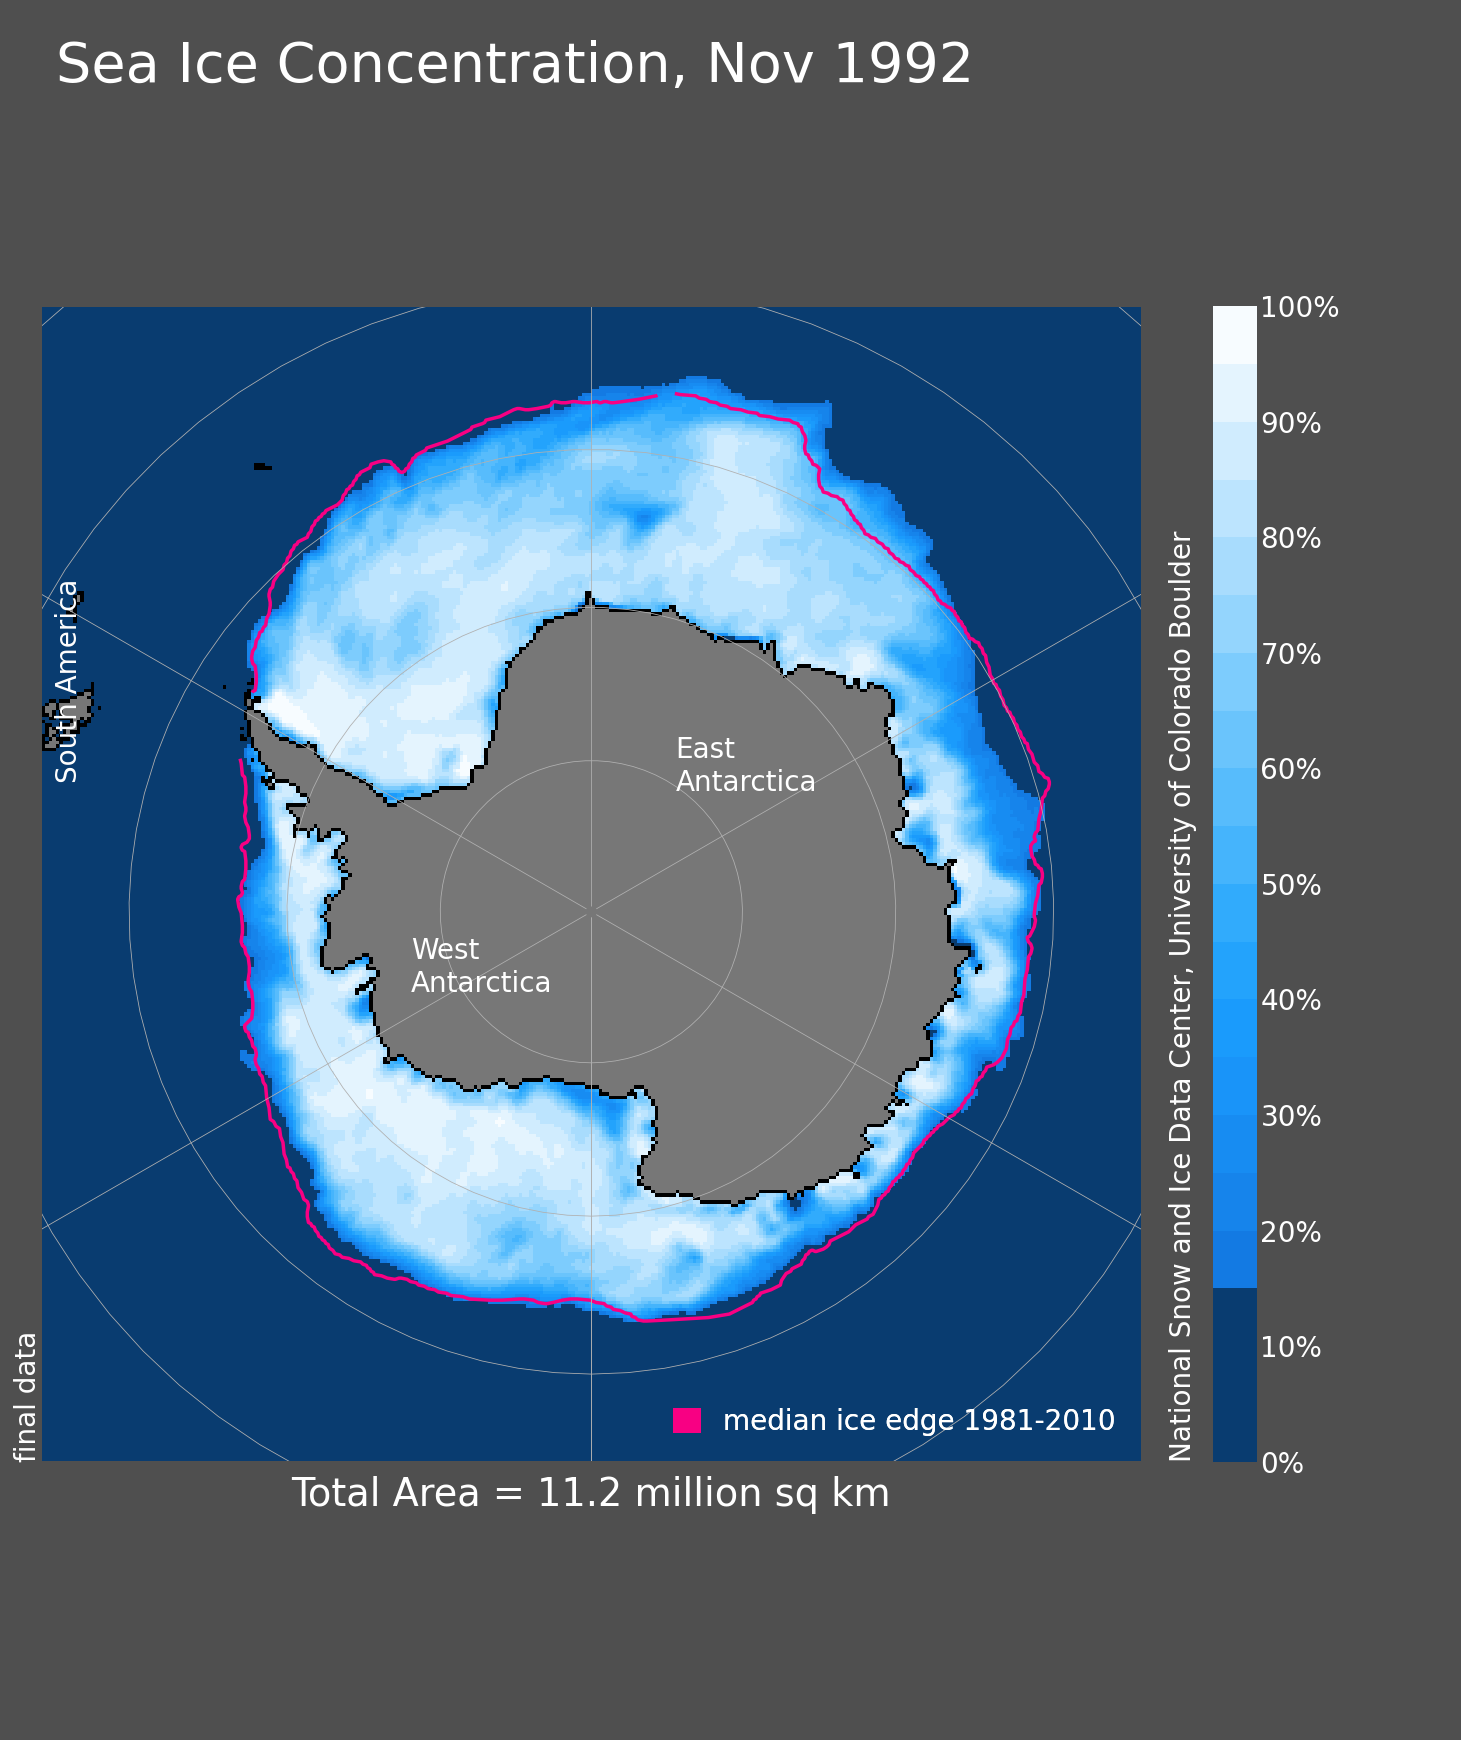 Sea Ice Concentration, Nov 1992
South America
East
Antarctica
West
Antarctica
median ice edge 1981-2010
final data
Total Area = 11.2 million sq km
National Snow and Ice Data Center, University of Colorado Boulder
100%
90%
80%
70%
60%
50%
40%
30%
20%
10%
0%